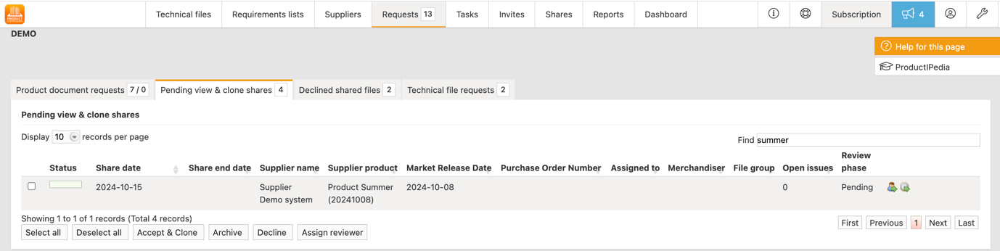 PRODUCT
Technical files Requirements lists Suppliers Requests 13 Tasks Invites Shares Reports Dashboard Subscription 4
DEMO
Help for this page
ProductIPedia
Product document requests 7 / 0 Pending view & clone shares 4 Declined shared files 2 Technical file requests 2
Pending view & clone shares
Display 10 records per page
Find summer
Status Share date Share end date Supplier name Supplier product Market Release Date Purchase Order Number Assigned to Merchandiser File group Open issues Review phase
2024-10-15 Supplier Product Summer 2024-10-08 0 Pending
Demo system (20241008)
Showing 1 to 1 of 1 records (Total 4 records)
First Previous 1 Next Last
Select all Deselect all Accept & Clone Archive Decline Assign reviewer